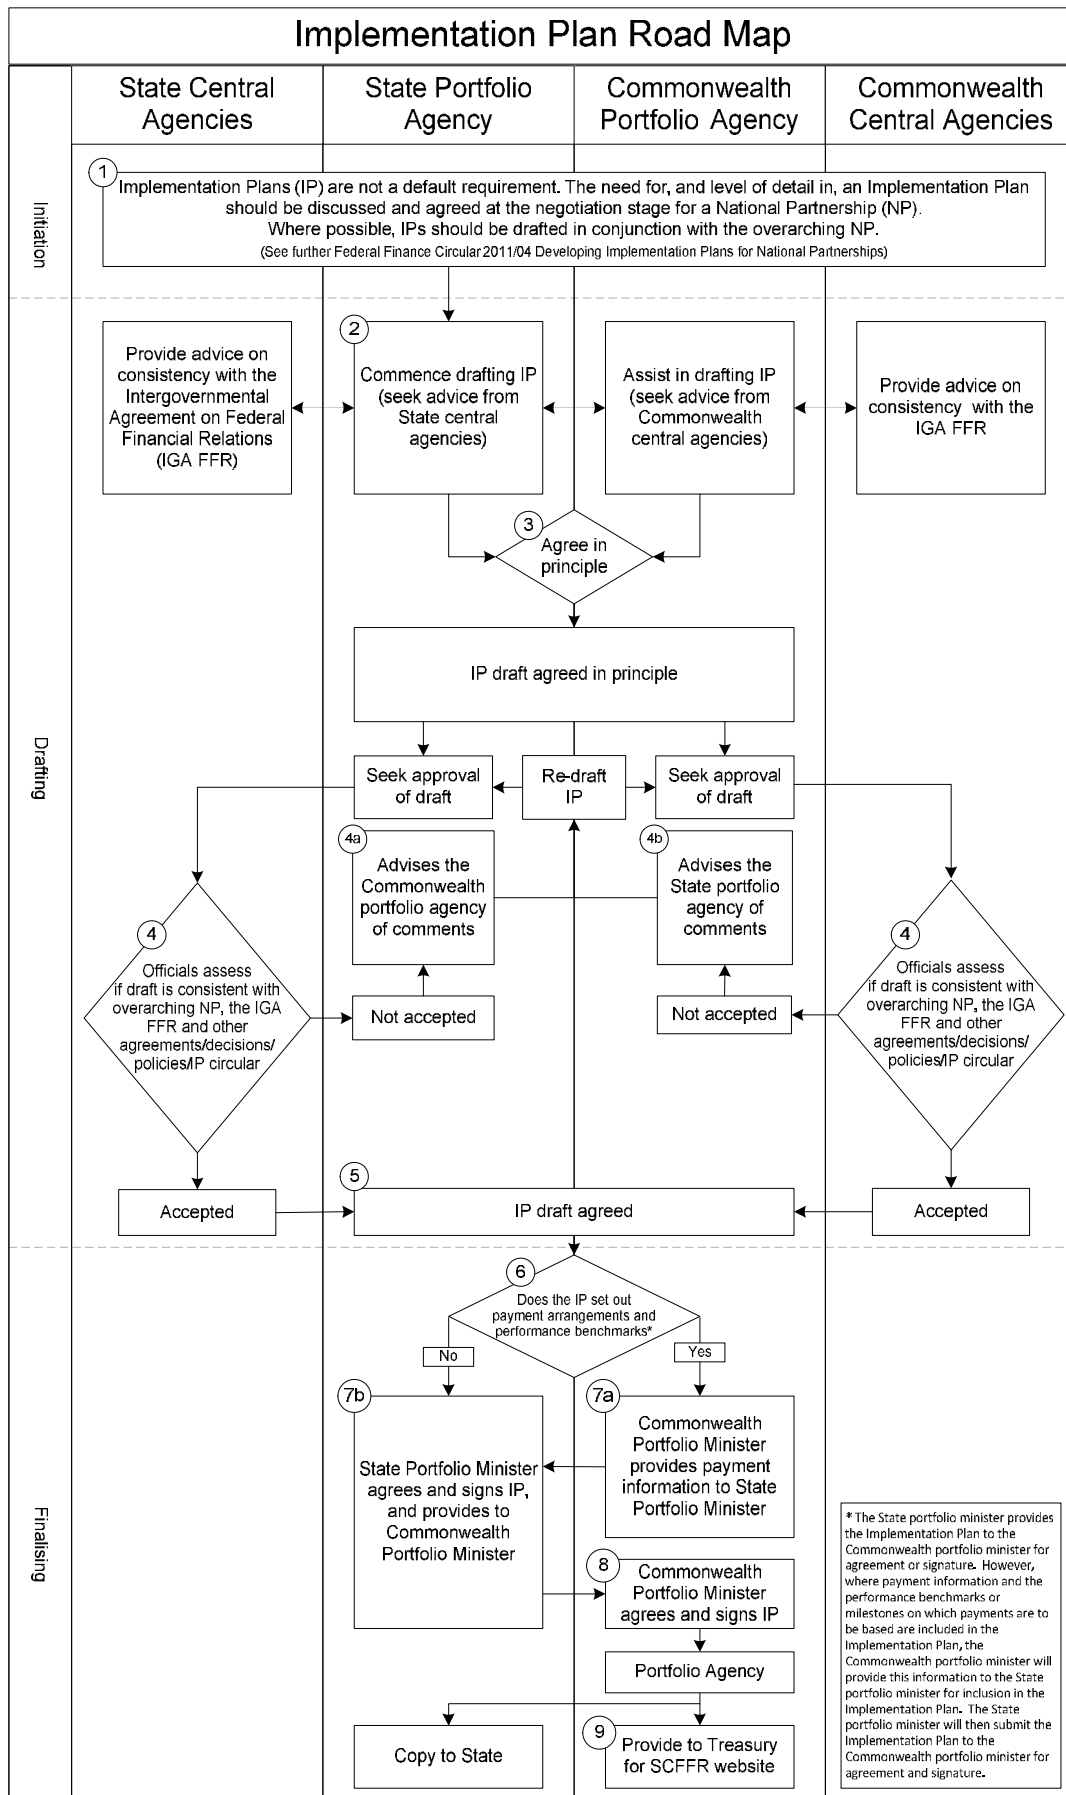 Implementation Plan Road Map
State Central
Agencies
State Portfolio
Agency
Commonwealth
Portfolio Agency
Commonwealth
Central Agencies
Initiation
1
Implementation Plans (IP) are not a default requirement. The need for, and level of detail in, an Implementation Plan
should be discussed and agreed at the negotiation stage for a National Partnership (NP).
Where possible, IPs should be drafted in conjunction with the overarching NP.
(See further Federal Finance Circular 2011/04 Developing Implementation Plans for National Partnerships)
Drafting
Provide advice on
consistency with the
Intergovernmental
Agreement on Federal
Financial Relations
(IGA FFR)
2
Commence drafting IP
(seek advice from
State central
agencies)
Assist in drafting IP
(seek advice from
Commonwealth
central agencies)
Provide advice on
consistency with the
IGA FFR
3
Agree in
principle
IP draft agreed in principle
Seek approval
of draft
Re-draft
IP
Seek approval
of draft
4a
Advises the
Commonwealth
portfolio agency
of comments
4b
Advises the
State portfolio
agency of
comments
4
Officials assess
if draft is consistent with
overarching NP, the IGA
FFR and other
agreements/decisions/
policies/IP circular
Not accepted
Not accepted
4
Officials assess
if draft is consistent with
overarching NP, the IGA
FFR and other
agreements/decisions/
policies/IP circular
Accepted
5
IP draft agreed
Accepted
Finalising
6
Does the IP set out
payment arrangements and
performance benchmarks*
No
Yes
7b
State Portfolio Minister
agrees and signs IP,
and provides to
Commonwealth
Portfolio Minister
7a
Commonwealth
Portfolio Minister
provides payment
information to State
Portfolio Minister
8
Commonwealth
Portfolio Minister
agrees and signs IP
Portfolio Agency
Copy to State
9
Provide to Treasury
for SCFFR website
* The State portfolio minister provides
the Implementation Plan to the
Commonwealth portfolio minister for
agreement or signature. However,
where payment information and the
performance benchmarks or
milestones on which payments are to
be based are included in the
Implementation Plan, the
Commonwealth portfolio minister will
provide this information to the State
portfolio minister for inclusion in the
Implementation Plan. The State
portfolio minister will then submit the
Implementation Plan to the
Commonwealth portfolio minister for
agreement and signature.